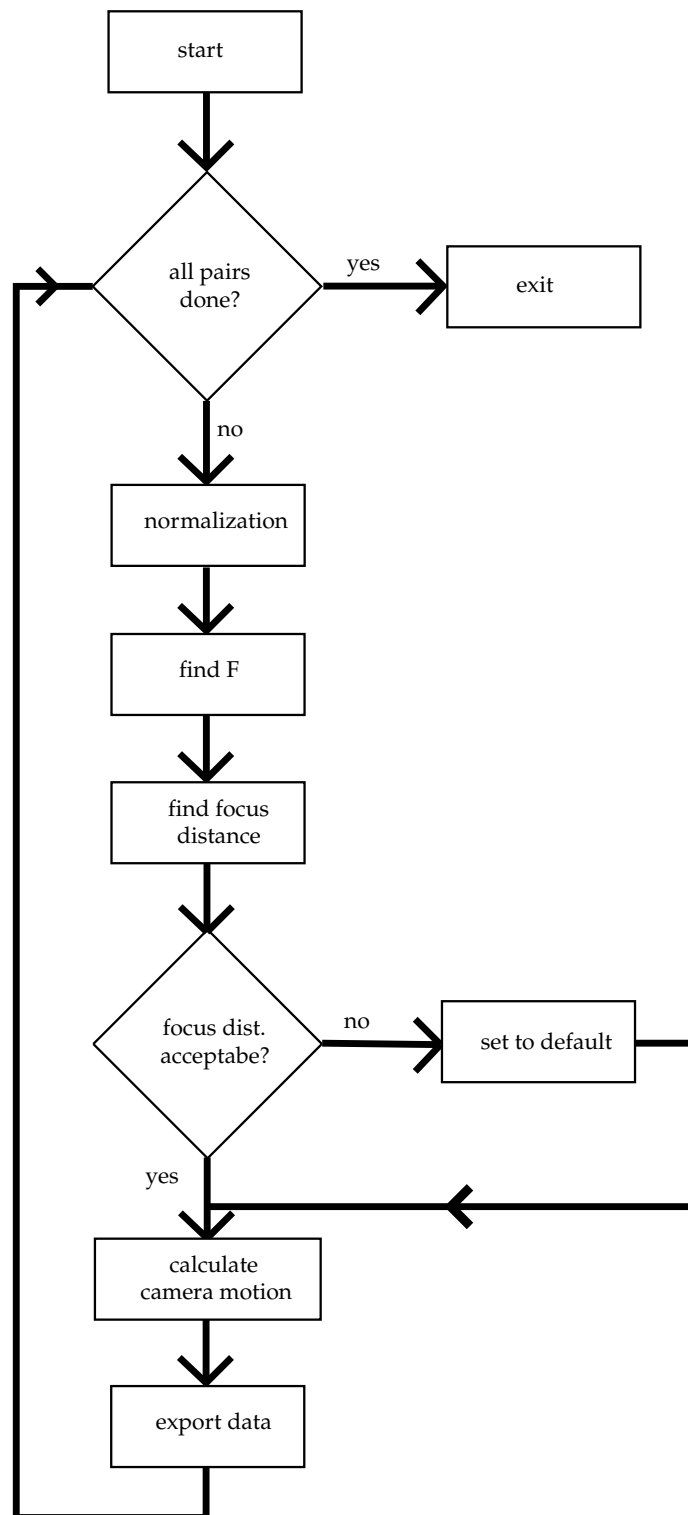 start
all pairs
done?
yes
exit
no
normalization
find F
find focus
distance
focus dist.
acceptabe?
no
set to default
yes
calculate
camera motion
export data